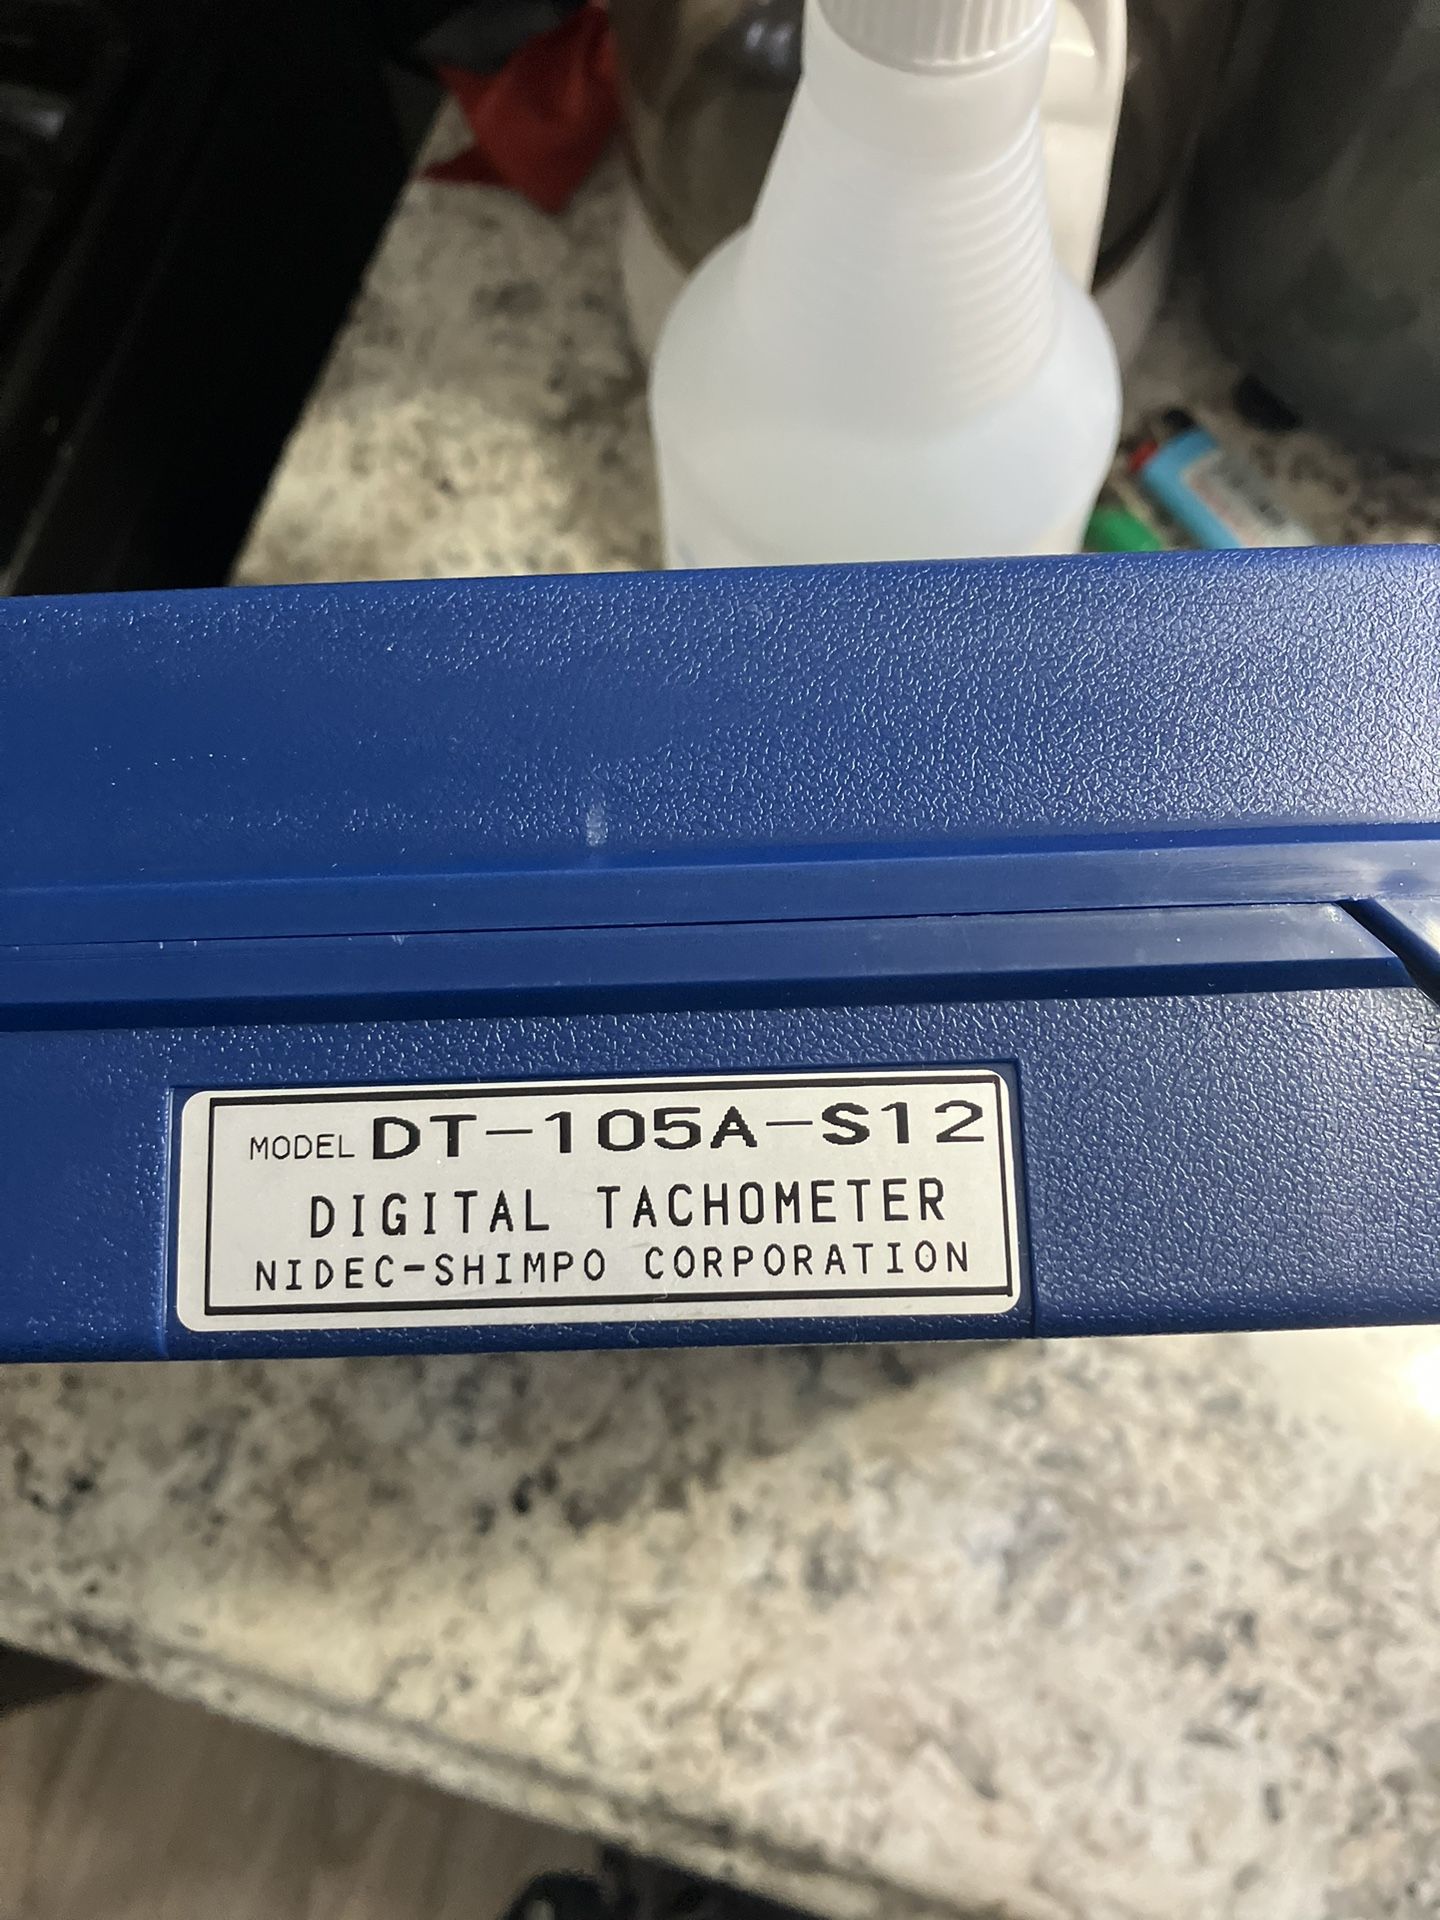 MODEL DT-105A-S12
DIGITAL TACHOMETER
NIDEC-SHIMPO CORPORATION